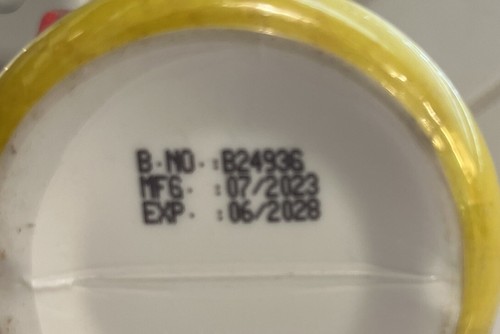 B.NO. :B24936
MFG. :07/2023
EXP. :06/2028